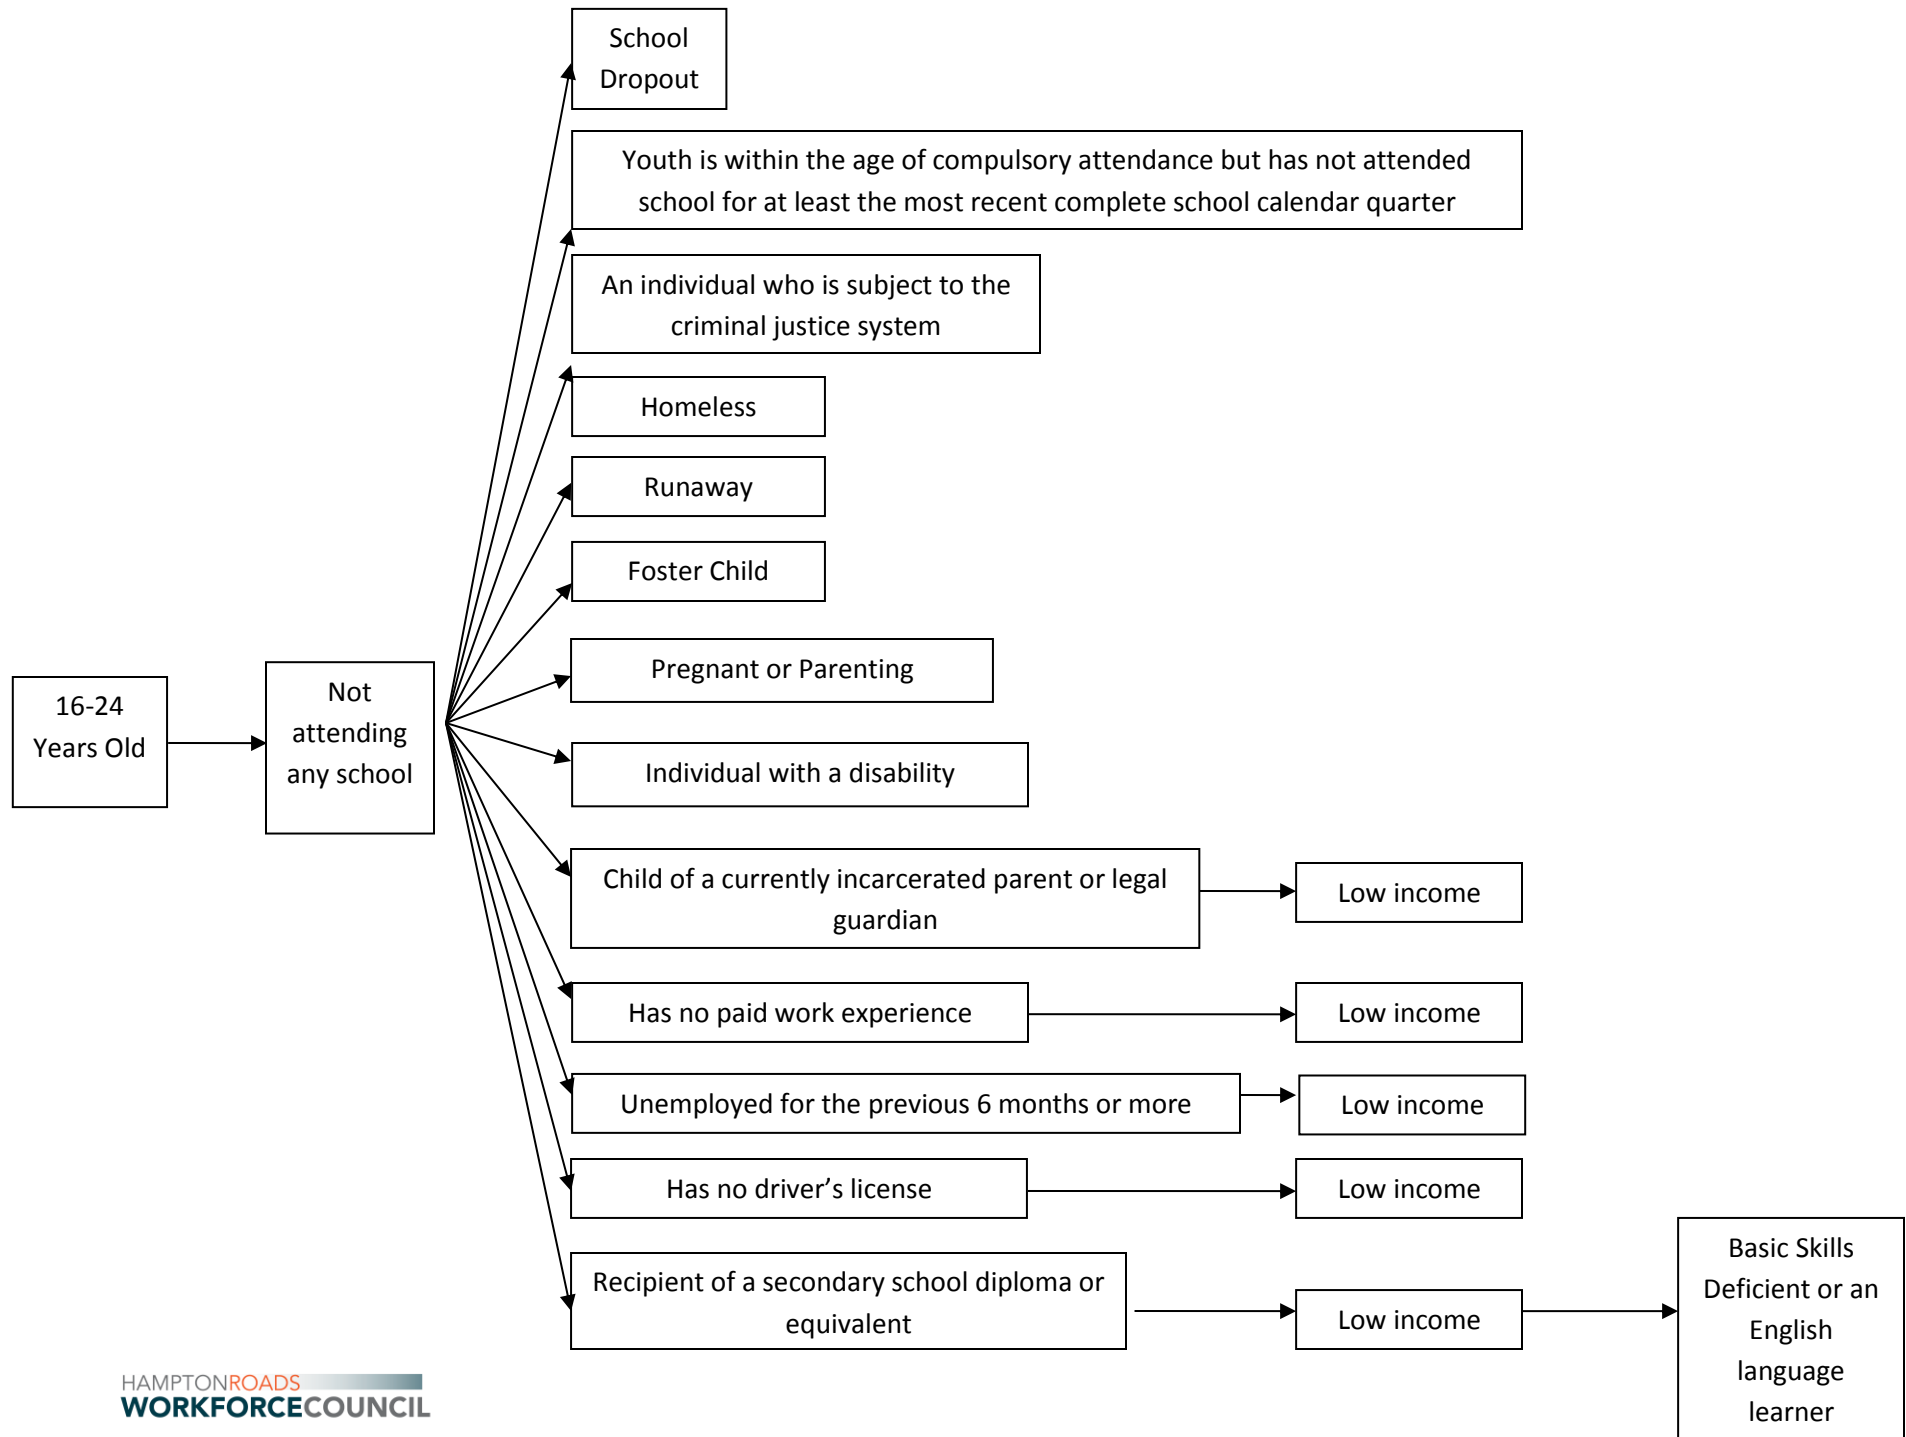 School
Dropout
Youth is within the age of compulsory attendance but has not attended
school for at least the most recent complete school calendar quarter
An individual who is subject to the
criminal justice system
Homeless
Runaway
Foster Child
Pregnant or Parenting
16-24
Years Old
Not
attending
any school
Individual with a disability
Child of a currently incarcerated parent or legal
guardian
Low income
Has no paid work experience
Low income
Unemployed for the previous 6 months or more
Low income
Has no driver’s license
Low income
Recipient of a secondary school diploma or
equivalent
Low income
Basic Skills
Deficient or an
English
language
learner
HAMPTONROADS
WORKFORCECOUNCIL